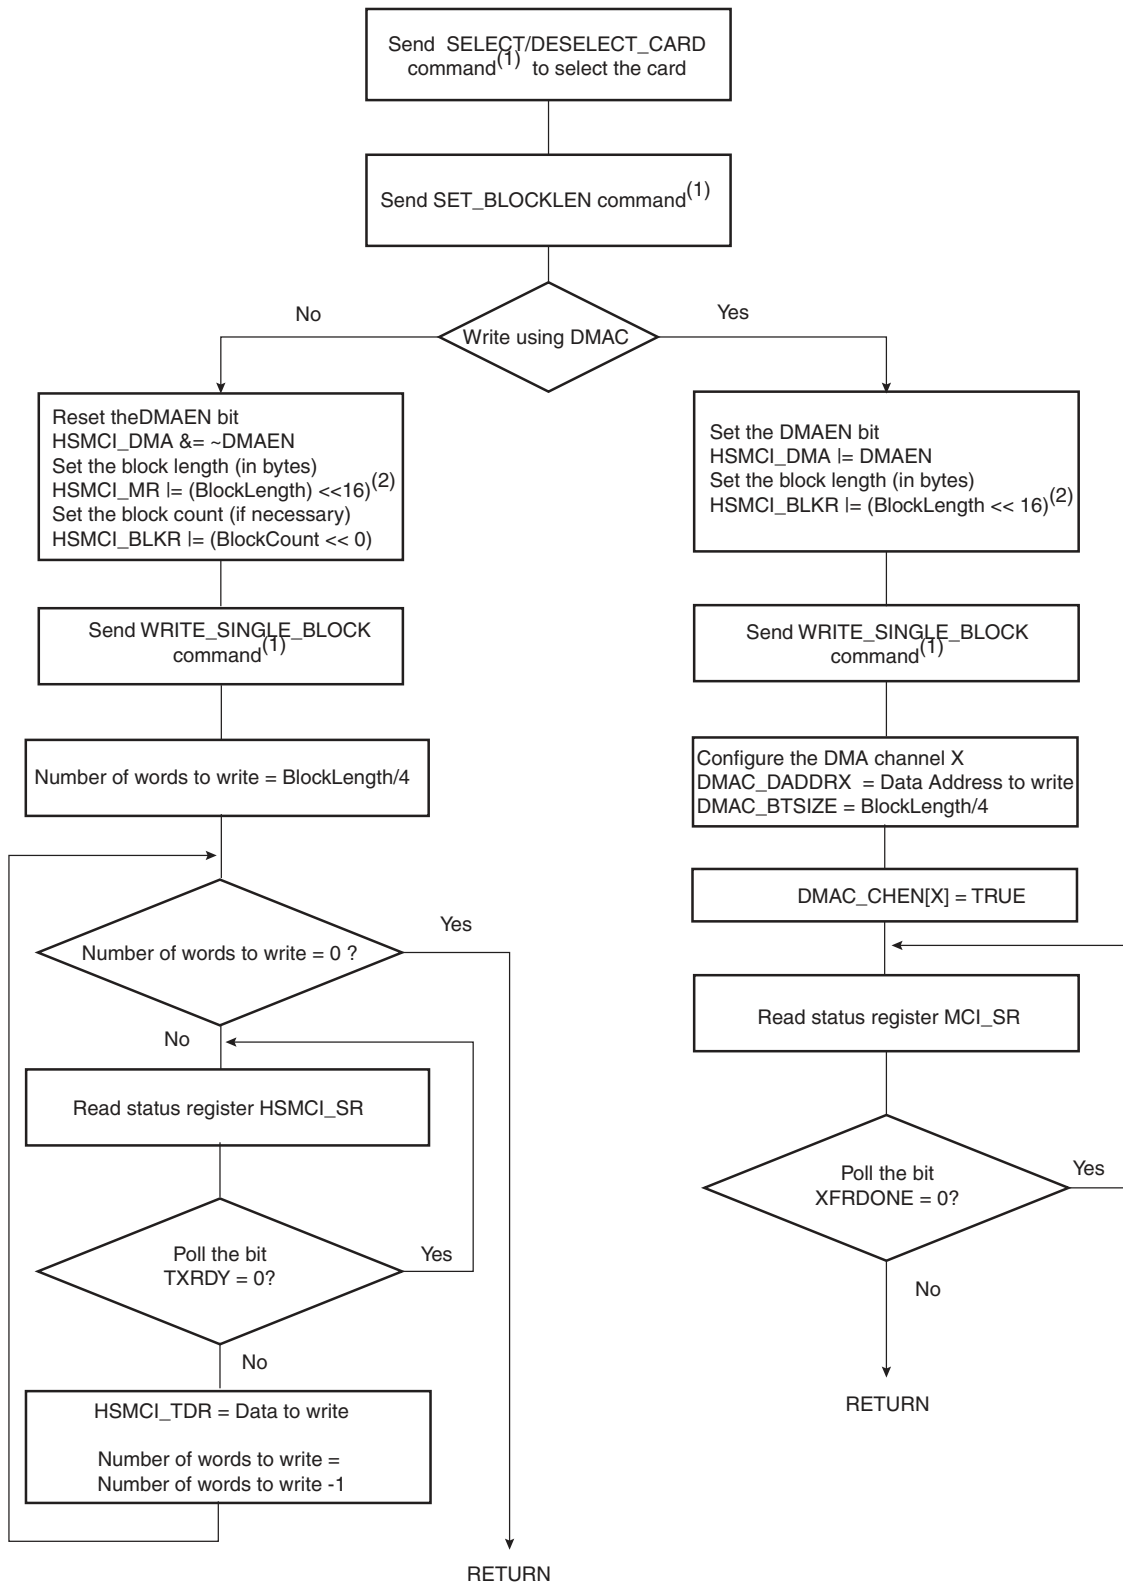 Send SELECT/DESELECT_CARD
command(1) to select the card
Send SET_BLOCKLEN command(1)
No
Yes
Write using DMAC
Reset theDMAEN bit
HSMCI_DMA &= ~DMAEN
Set the block length (in bytes)
HSMCI_MR |= (BlockLength) <<16)(2)
Set the block count (if necessary)
HSMCI_BLKR |= (BlockCount << 0)
Set the DMAEN bit
HSMCI_DMA |= DMAEN
Set the block length (in bytes)
HSMCI_BLKR |= (BlockLength << 16)(2)
Send WRITE_SINGLE_BLOCK
command(1)
Send WRITE_SINGLE_BLOCK
command(1)
Number of words to write = BlockLength/4
Configure the DMA channel X
DMAC_DADDRX = Data Address to write
DMAC_BTSIZE = BlockLength/4
DMAC_CHEN[X] = TRUE
Number of words to write = 0 ?
Yes
No
Read status register HSMCI_SR
Read status register MCI_SR
Poll the bit
TXRDY = 0?
Yes
No
Poll the bit
XFRDONE = 0?
Yes
No
RETURN
HSMCI_TDR = Data to write
Number of words to write =
Number of words to write -1
RETURN